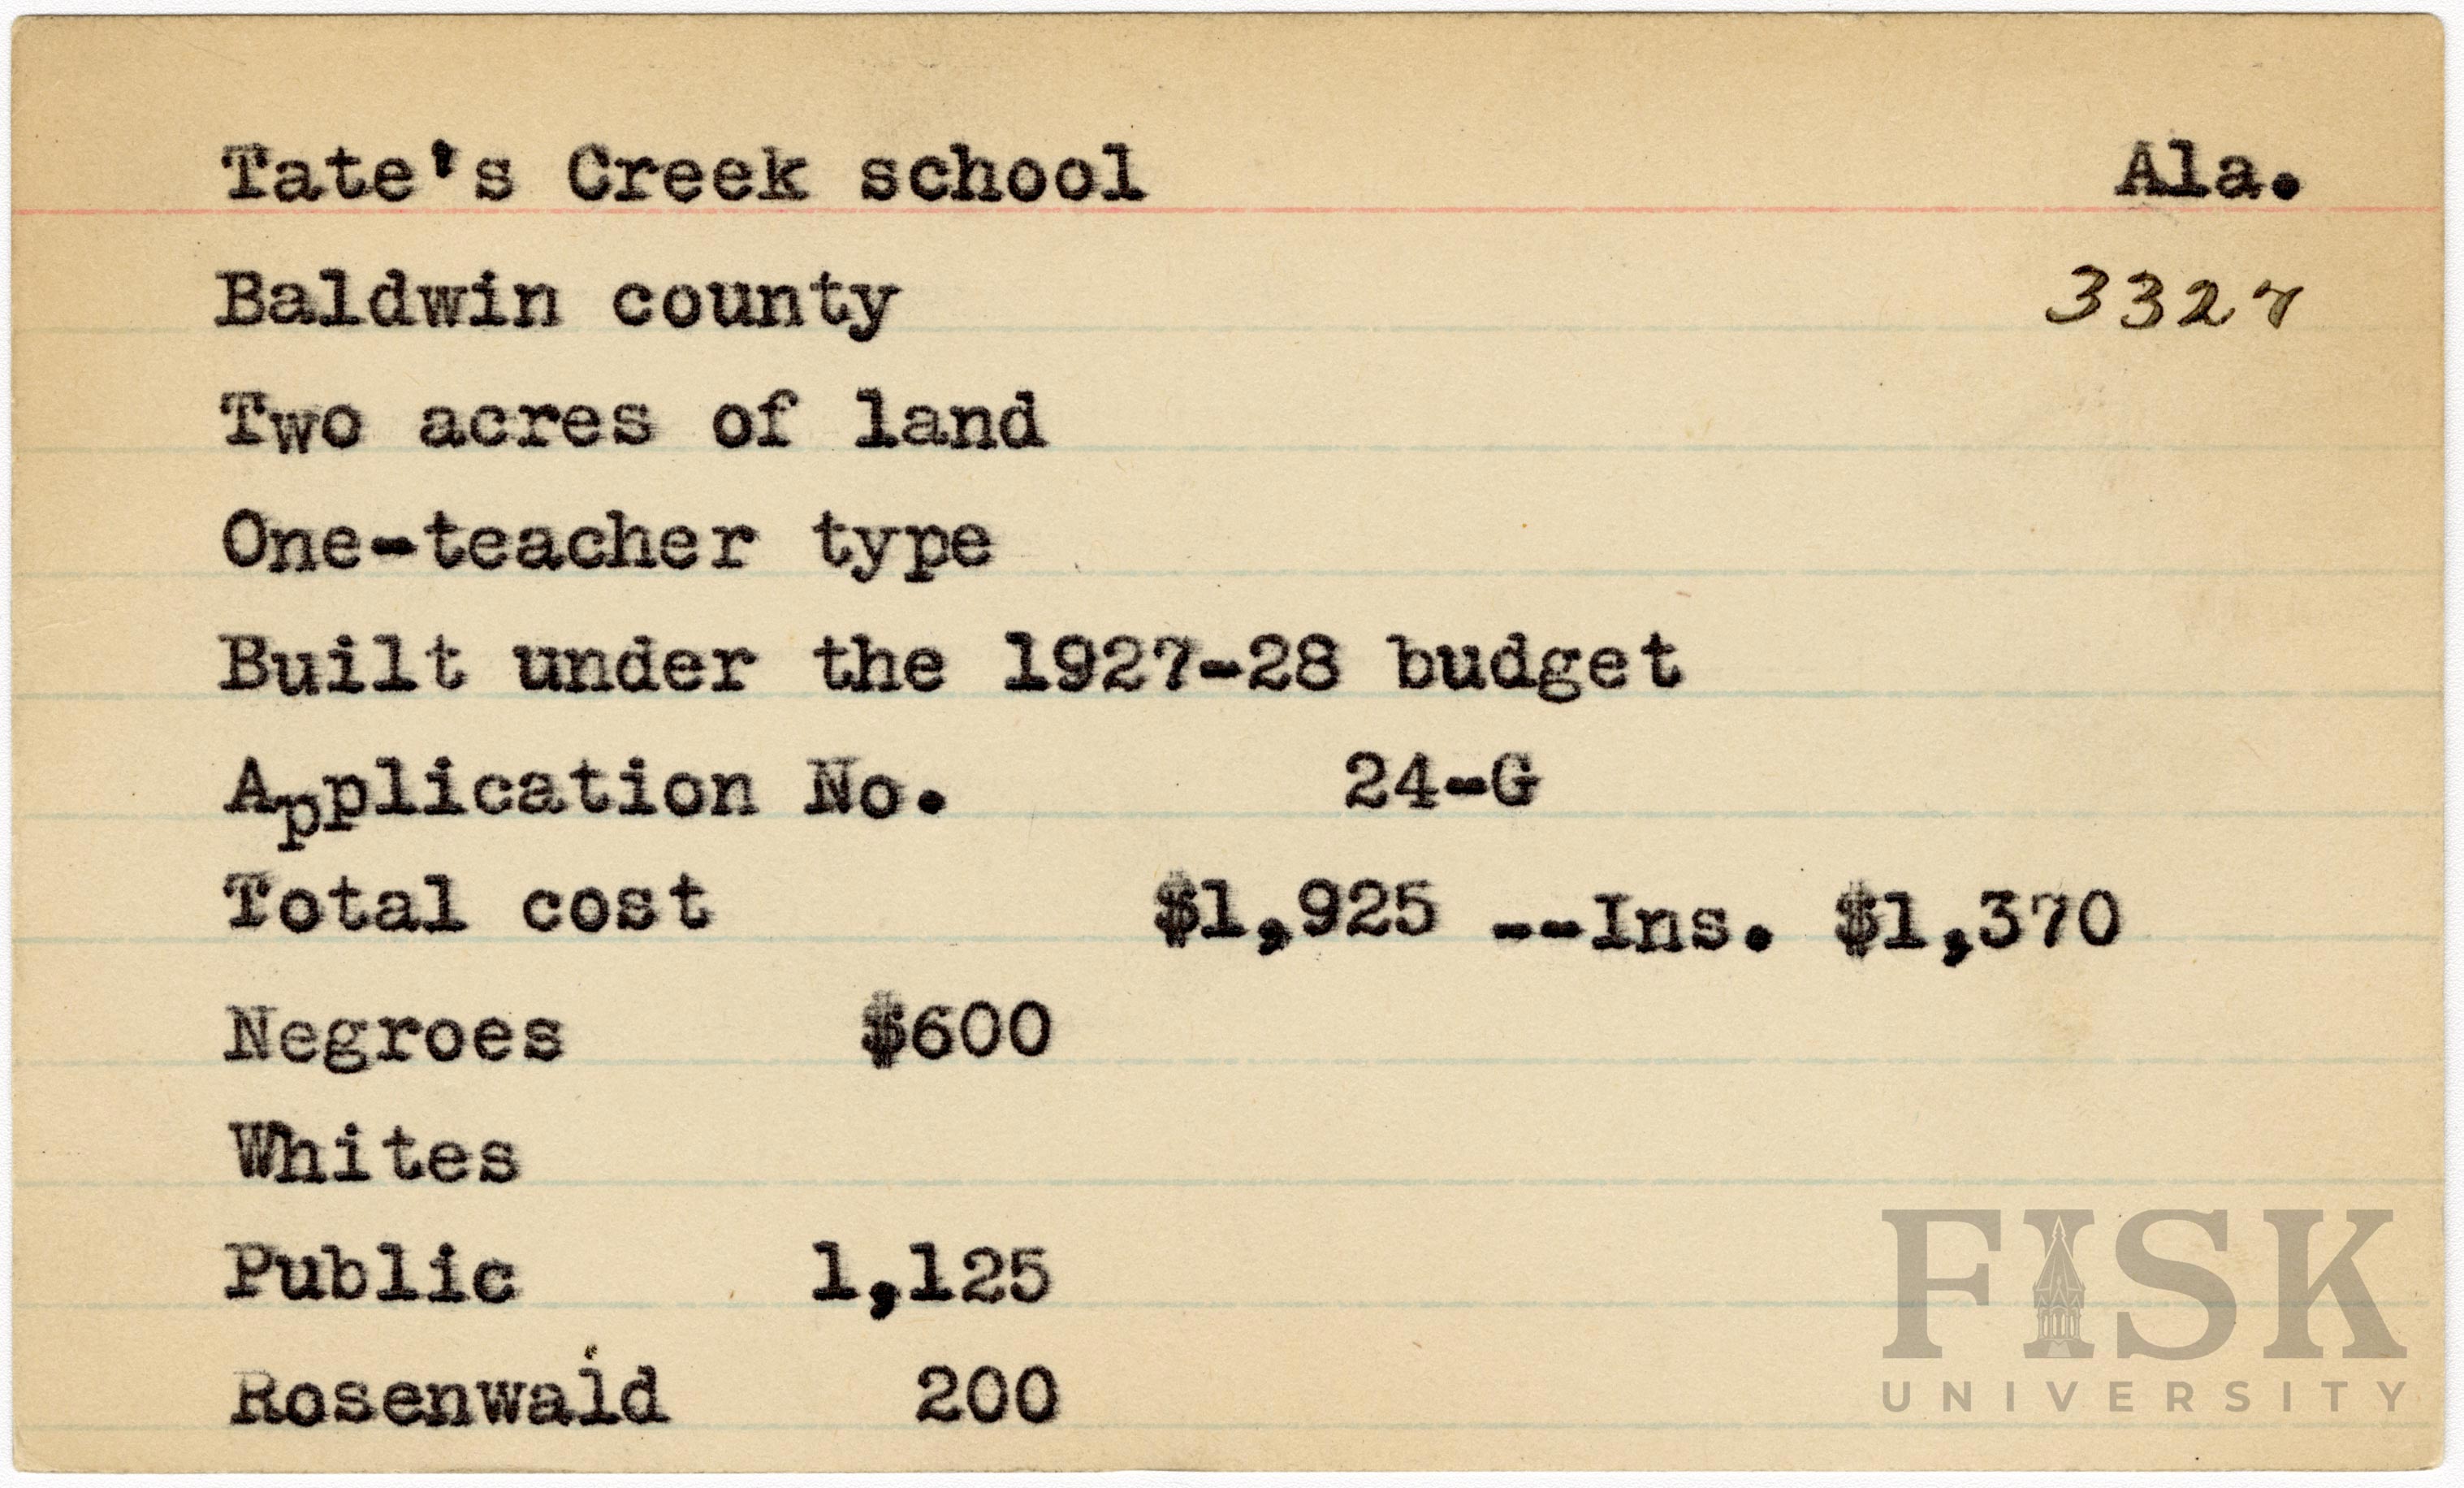 Tate's Creek school Ala.
Baldwin county 3327
Two acres of land
One-teacher type
Built under the 1927-28 budget
Application No. 24-G
Total cost $1,925 --Ins. $1,370
Negroes $600
Whites
Public 1,125
Rosenwald 200
FISK
UNIVERSITY